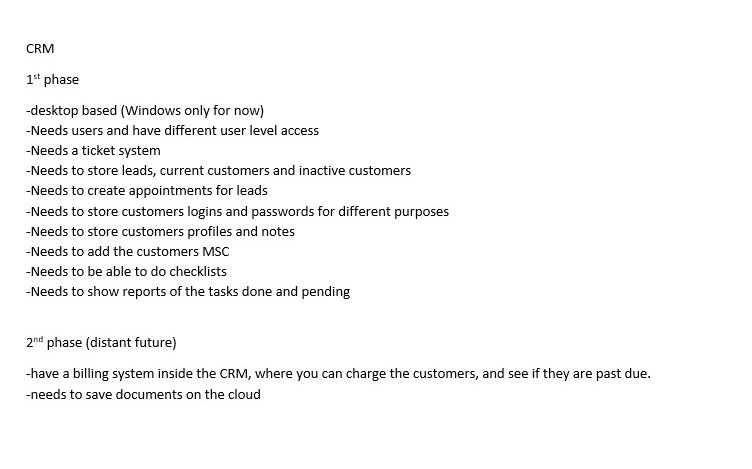 CRM
1st phase
-desktop based (Windows only for now)
-Needs users and have different user level access
-Needs a ticket system
-Needs to store leads, current customers and inactive customers
-Needs to create appointments for leads
-Needs to store customers logins and passwords for different purposes
-Needs to store customers profiles and notes
-Needs to add the customers MSC
-Needs to be able to do checklists
-Needs to show reports of the tasks done and pending
2nd phase (distant future)
-have a billing system inside the CRM, where you can charge the customers, and see if they are past due.
-needs to save documents on the cloud